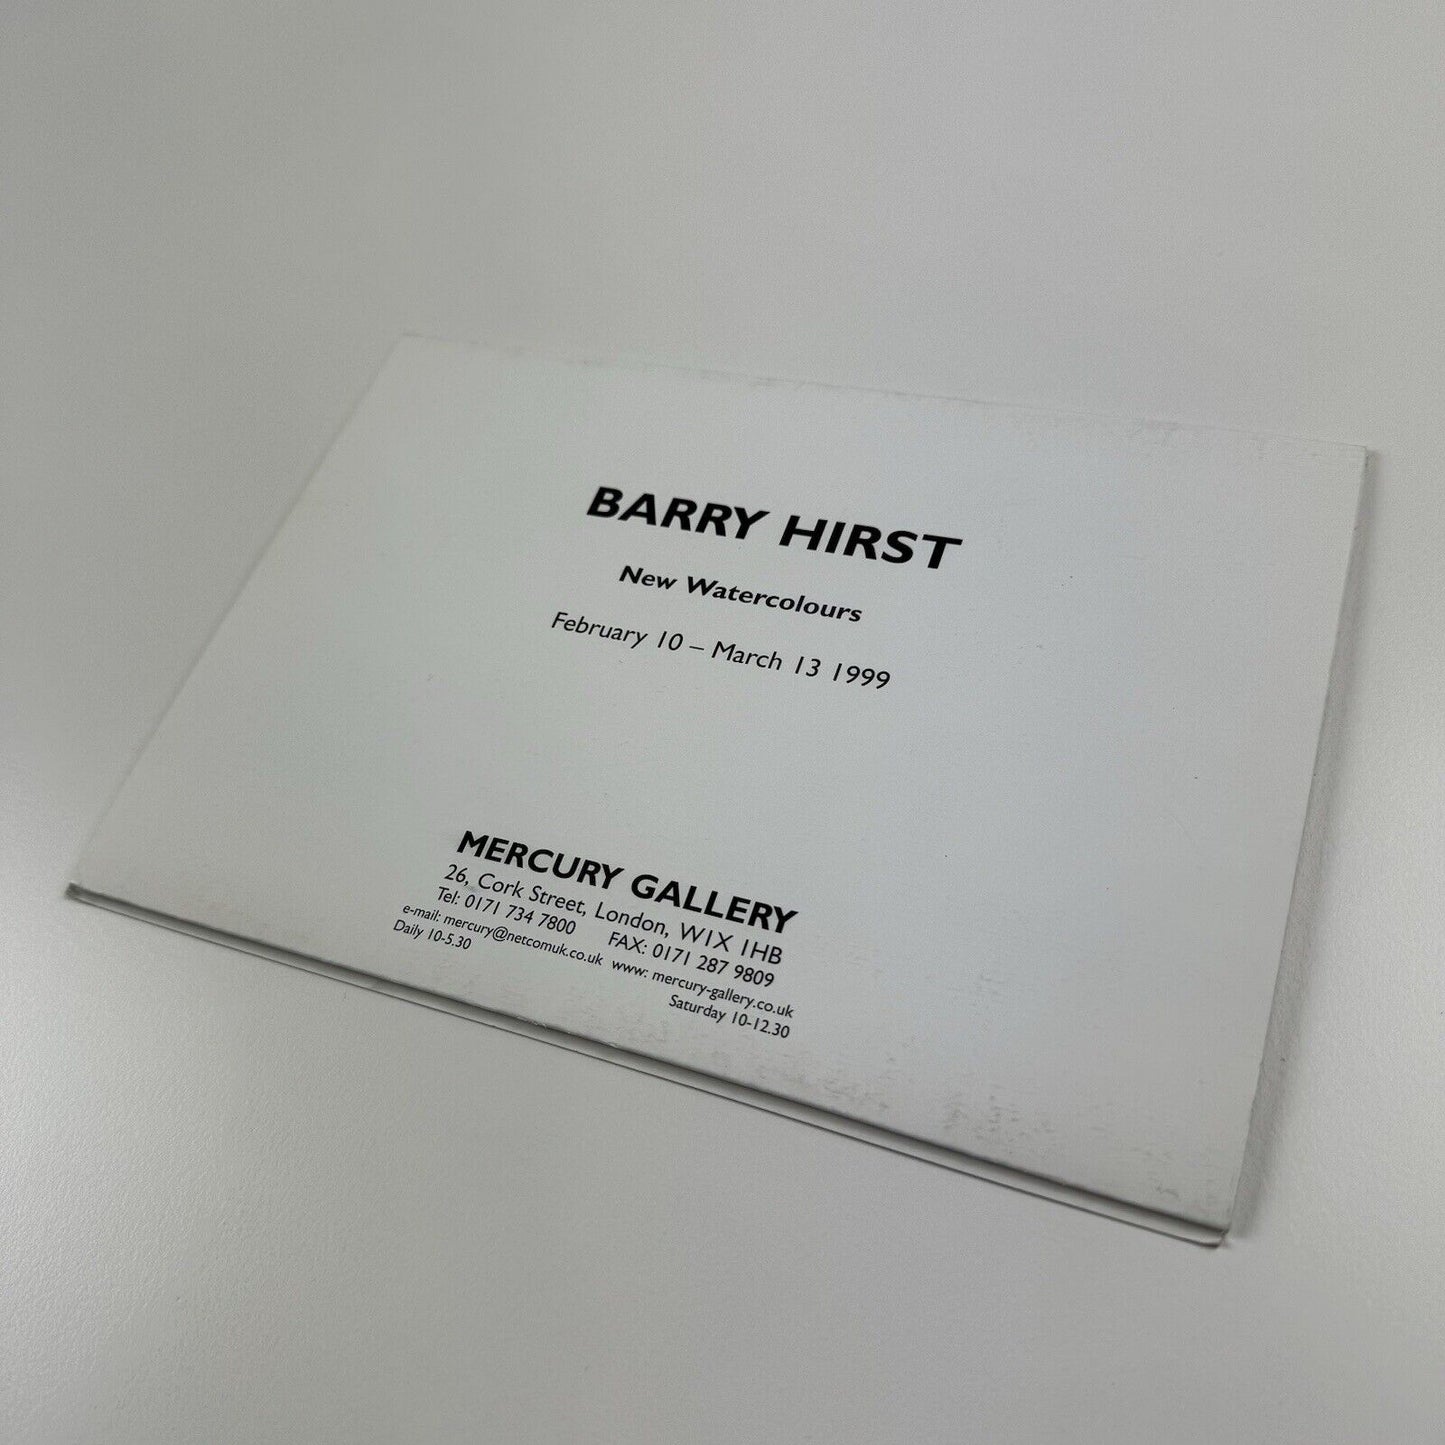 BARRY HIRST
New Watercolours
February 10 – March 13 1999
MERCURY GALLERY
26, Cork Street, London, W1X 1HB
Tel: 0171 734 7800 FAX: 0171 287 9809
e-mail: mercury@netcomuk.co.uk www: mercury-gallery.co.uk
Daily 10-5.30 Saturday 10-12.30